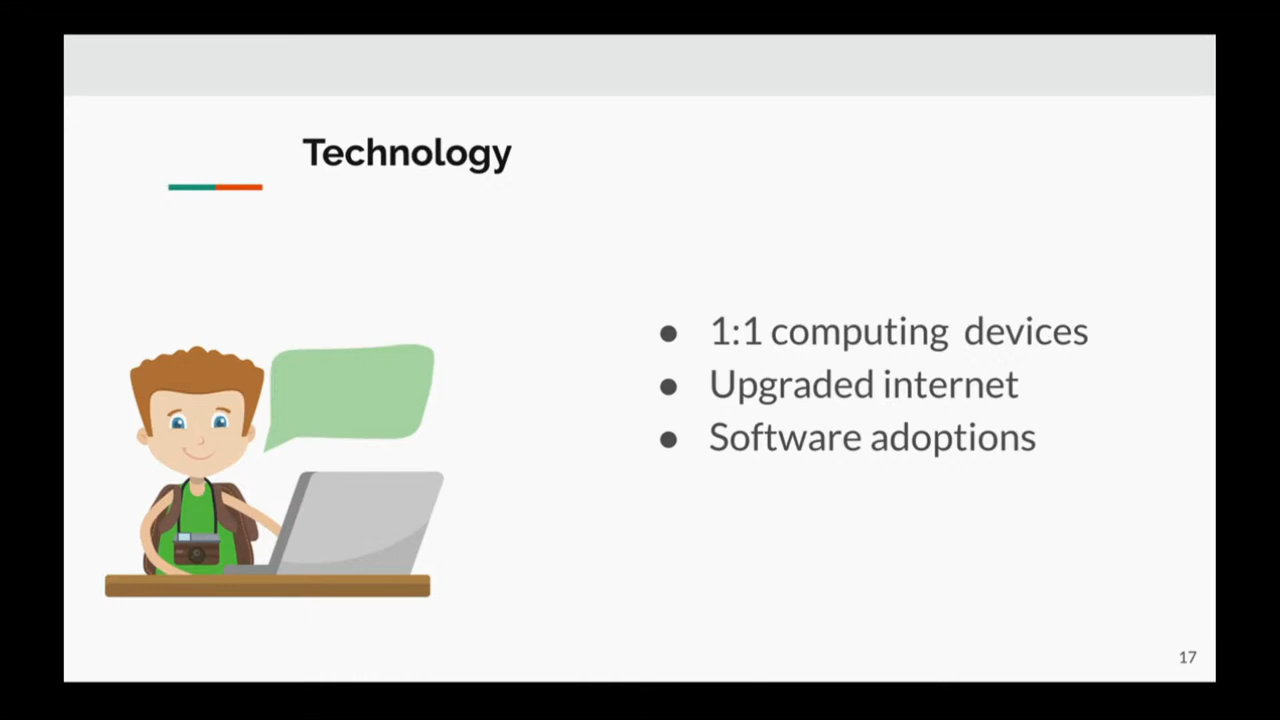 Technology
● 1:1 computing devices
● Upgraded internet
● Software adoptions
17